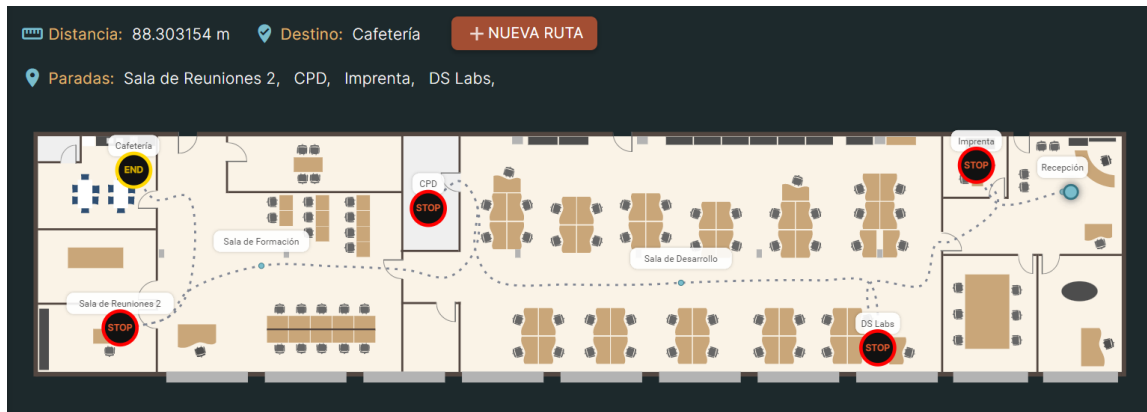 Distancia: 88.303154 m Destino: Cafetería + NUEVA RUTA
Paradas: Sala de Reuniones 2, CPD, Imprenta, DS Labs,
Cafetería
END
Imprenta
STOP
Recepción
CPD
STOP
Sala de Formación
Sala de Desarrollo
Sala de Reuniones 2
STOP
DS Labs
STOP